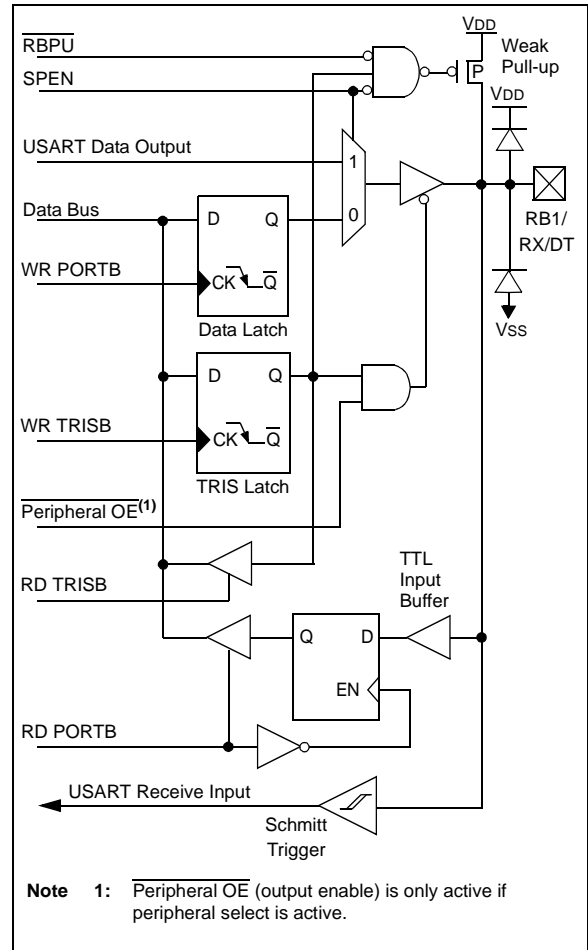 VDD
RBPU
Weak
Pull-up
P
SPEN
VDD
USART Data Output
1
0
Data Bus
D Q
RB1/
RX/DT
WR PORTB
CK Q
Data Latch
VSS
D Q
WR TRISB
CK Q
TRIS Latch
Peripheral OE(1)
TTL
Input
Buffer
RD TRISB
Q D
EN
RD PORTB
USART Receive Input
Schmitt
Trigger
Note 1: Peripheral OE (output enable) is only active if
peripheral select is active.